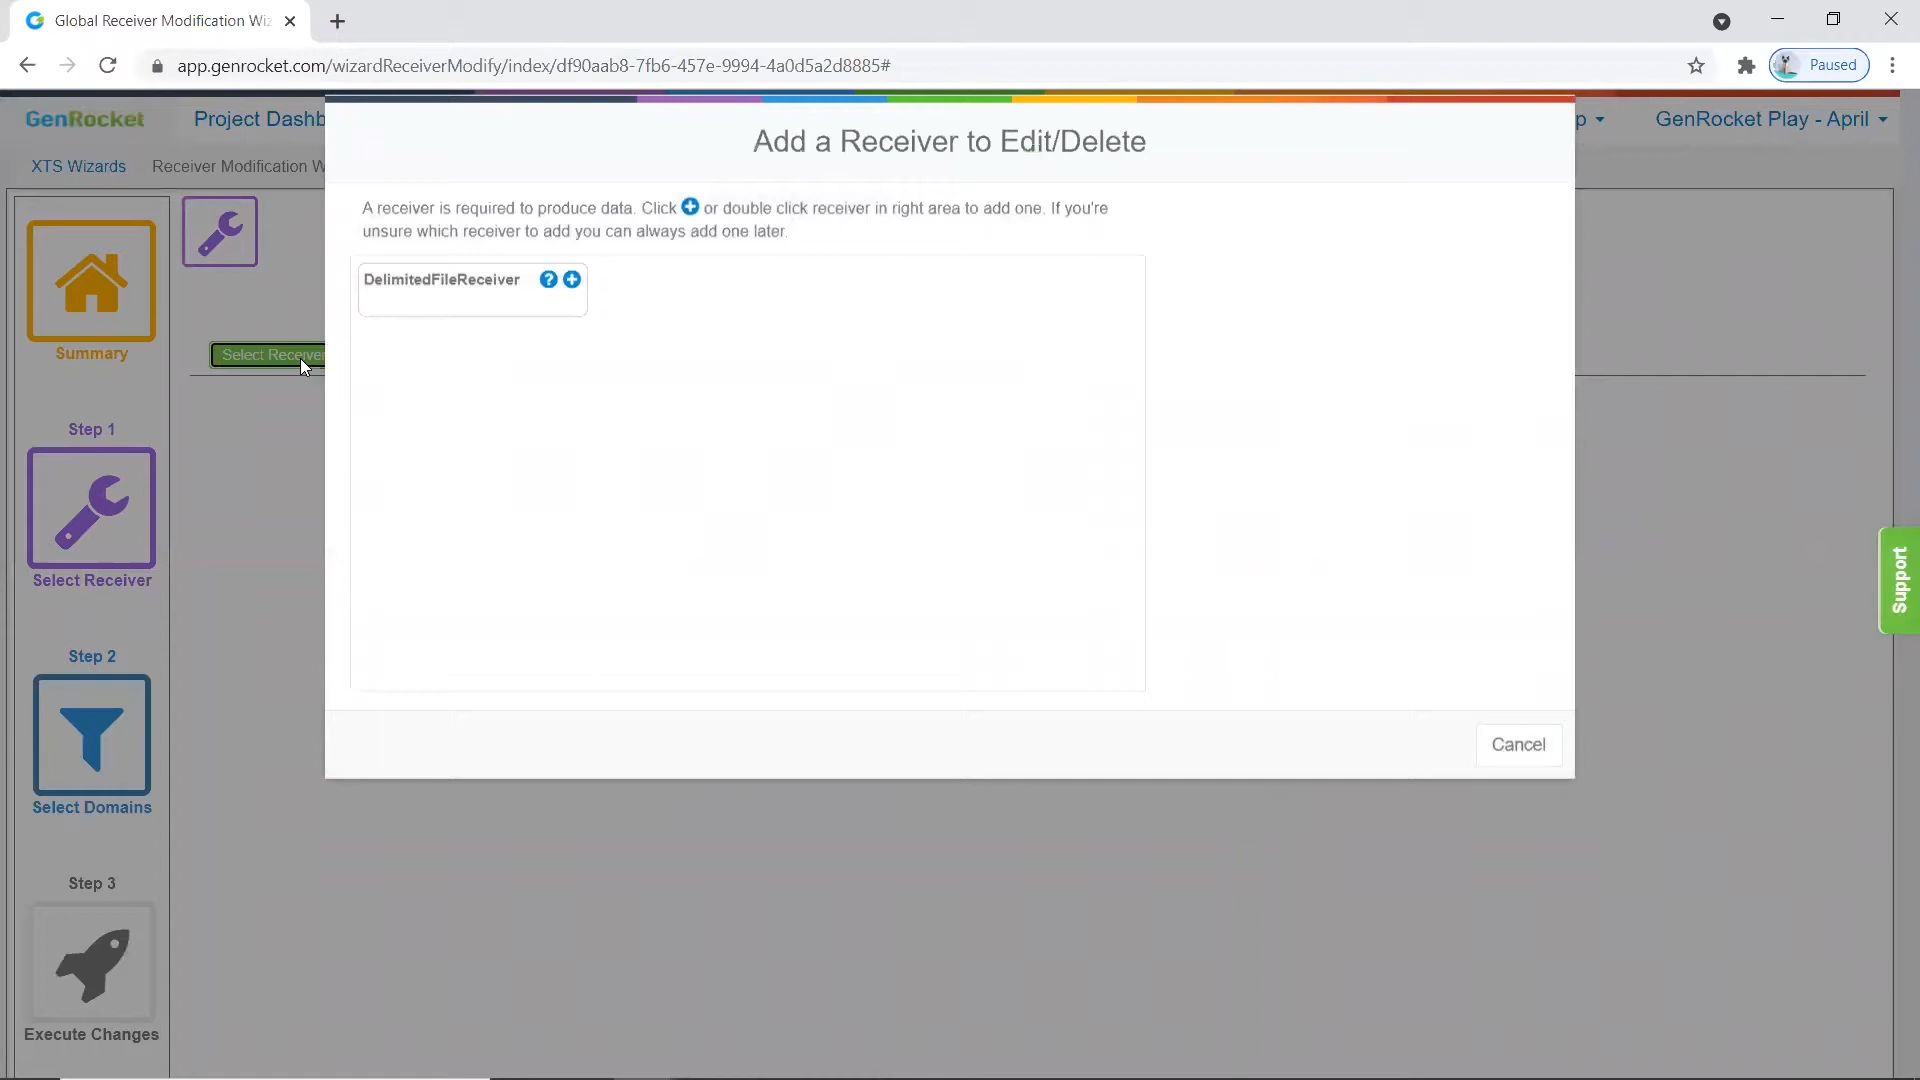 Global Receiver Modification Wiz
app.genrocket.com/wizardReceiverModify/index/df90aab8-7fb6-457e-9994-4a0d5a2d8885#
Paused
GenRocket
Project Dashb
p
GenRocket Play - April
XTS Wizards
Receiver Modification W
Add a Receiver to Edit/Delete
A receiver is required to produce data. Click or double click receiver in right area to add one. If you're
unsure which receiver to add you can always add one later.
DelimitedFileReceiver
Select Receiver
Cancel
Summary
Step 1
Select Receiver
Step 2
Select Domains
Step 3
Execute Changes
Support